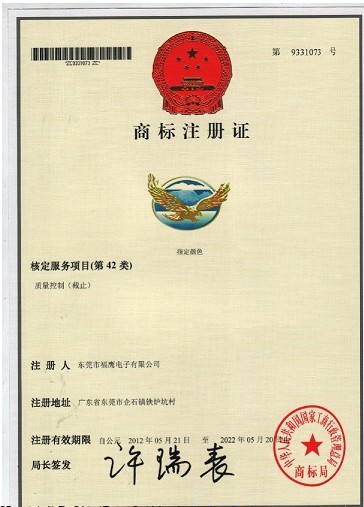 *ZC9331073 ZC*
第 9331073 号
商标注册证
指定颜色
核定服务项目(第 42 类)
质量控制（截止）
注 册 人 东莞市福鹰电子有限公司
注册地址 广东省东莞市企石镇铁炉坑村
注册有效期限 自公元 2012 年 05 月 21 日 至 2022 年 05 月 20 日止
局长签发 许瑞表
中华人民共和国国家工商行政管理总局
商标局